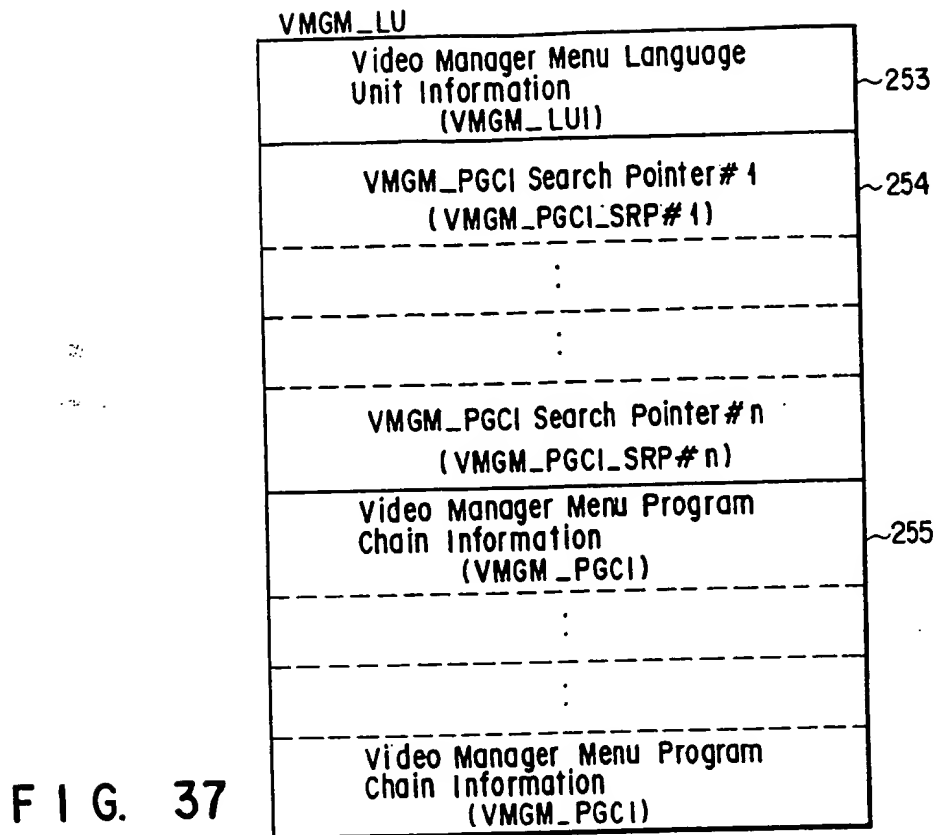 VMGM_LU
Video Manager Menu Language
Unit Information
(VMGM_LUI)
253
VMGM_PGCI Search Pointer#1
(VMGM_PGCI_SRP#1)
254
VMGM_PGCI Search Pointer#n
(VMGM_PGCI_SRP#n)
Video Manager Menu Program
Chain Information
(VMGM_PGCI)
255
Video Manager Menu Program
Chain Information
(VMGM_PGCI)
FIG. 37